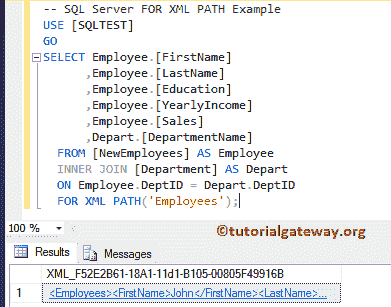 -- SQL Server FOR XML PATH Example
USE [SQLTEST]
GO
SELECT Employee.[FirstName]
,Employee.[LastName]
,Employee.[Education]
,Employee.[YearlyIncome]
,Employee.[Sales]
,Depart.[DepartmentName]
FROM [NewEmployees] AS Employee
INNER JOIN [Department] AS Depart
ON Employee.DeptID = Depart.DeptID
FOR XML PATH('Employees');
100 %
©tutorialgateway.org
Results Messages
XML_F52E2B61-18A1-11d1-B105-00805F49916B
1 <Employees><FirstName>John</FirstName><LastName>...